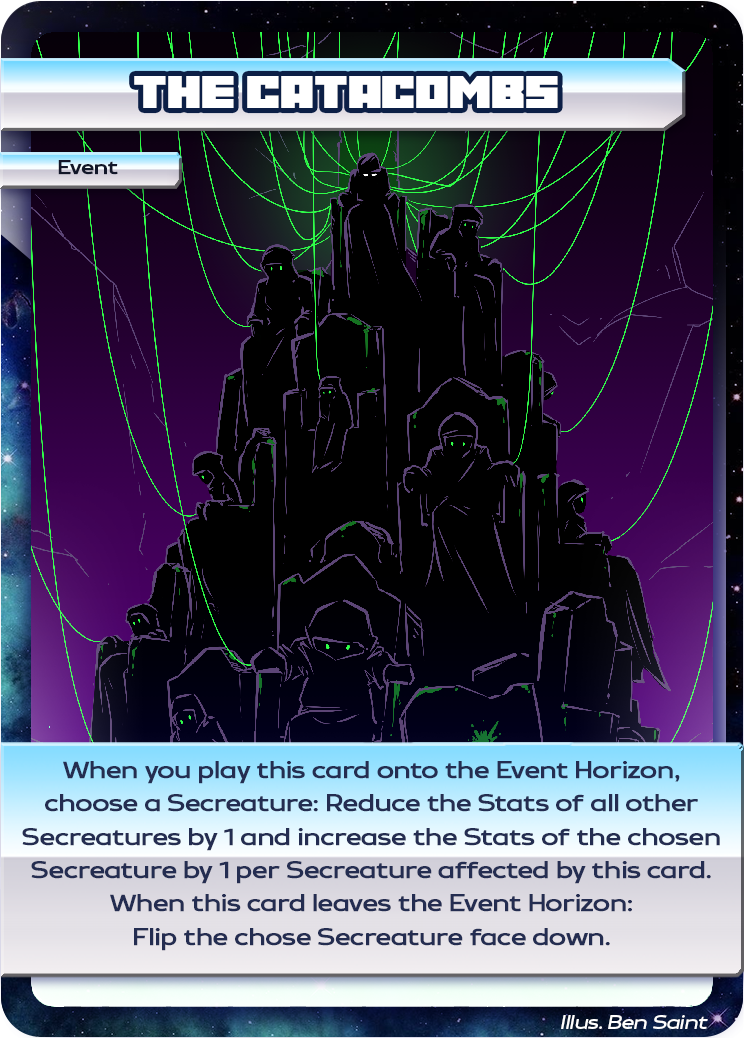 THE CATACOMBS
Event
When you play this card onto the Event Horizon,
choose a Secreature: Reduce the Stats of all other
Secreatures by 1 and increase the Stats of the chosen
Secreature by 1 per Secreature affected by this card.
When this card leaves the Event Horizon:
Flip the chose Secreature face down.
Illus. Ben Saint